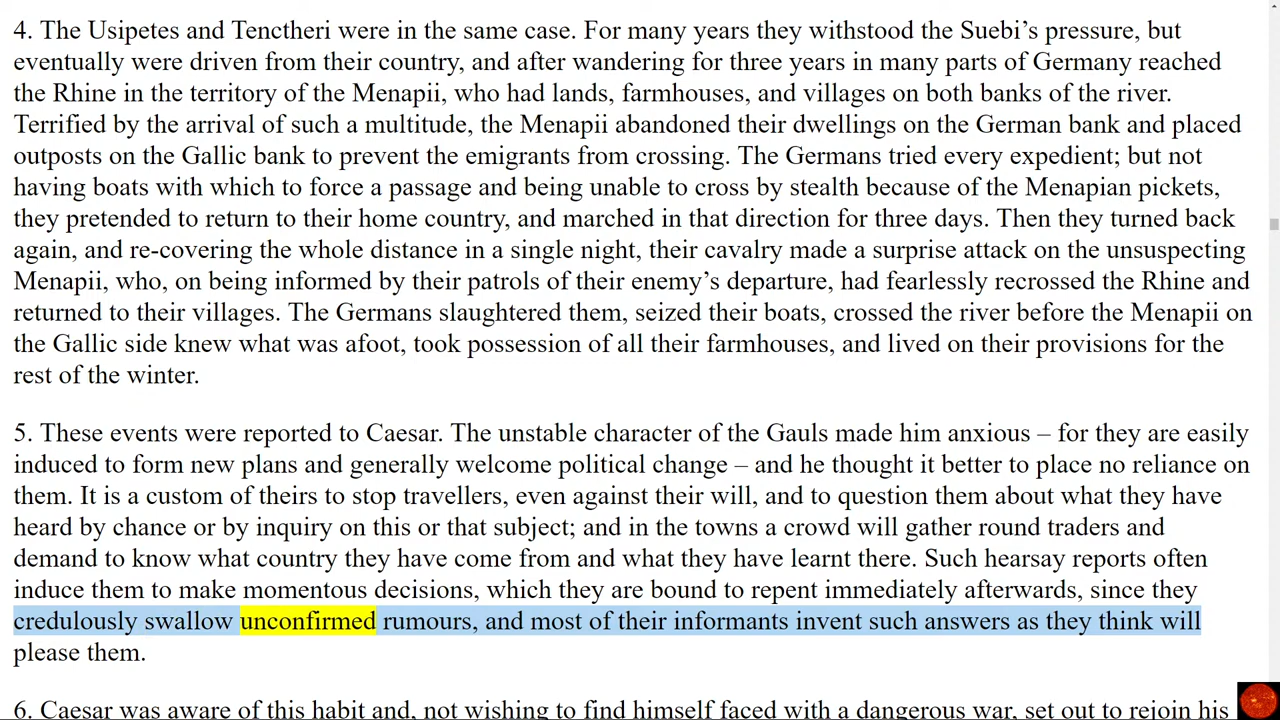 4. The Usipetes and Tenctheri were in the same case. For many years they withstood the Suebi’s pressure, but
eventually were driven from their country, and after wandering for three years in many parts of Germany reached
the Rhine in the territory of the Menapii, who had lands, farmhouses, and villages on both banks of the river.
Terrified by the arrival of such a multitude, the Menapii abandoned their dwellings on the German bank and placed
outposts on the Gallic bank to prevent the emigrants from crossing. The Germans tried every expedient; but not
having boats with which to force a passage and being unable to cross by stealth because of the Menapian pickets,
they pretended to return to their home country, and marched in that direction for three days. Then they turned back
again, and re-covering the whole distance in a single night, their cavalry made a surprise attack on the unsuspecting
Menapii, who, on being informed by their patrols of their enemy’s departure, had fearlessly recrossed the Rhine and
returned to their villages. The Germans slaughtered them, seized their boats, crossed the river before the Menapii on
the Gallic side knew what was afoot, took possession of all their farmhouses, and lived on their provisions for the
rest of the winter.
5. These events were reported to Caesar. The unstable character of the Gauls made him anxious – for they are easily
induced to form new plans and generally welcome political change – and he thought it better to place no reliance on
them. It is a custom of theirs to stop travellers, even against their will, and to question them about what they have
heard by chance or by inquiry on this or that subject; and in the towns a crowd will gather round traders and
demand to know what country they have come from and what they have learnt there. Such hearsay reports often
induce them to make momentous decisions, which they are bound to repent immediately afterwards, since they
credulously swallow unconfirmed rumours, and most of their informants invent such answers as they think will
please them.
6. Caesar was aware of this habit and, not wishing to find himself faced with a dangerous war, set out to rejoin his